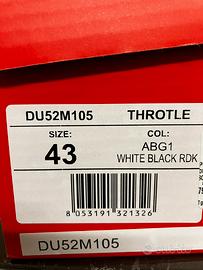 DU52M105 THROTLE
SIZE: COL:
43 ABG1
WHITE BLACK RDK
8 053191 321326
DU52M105